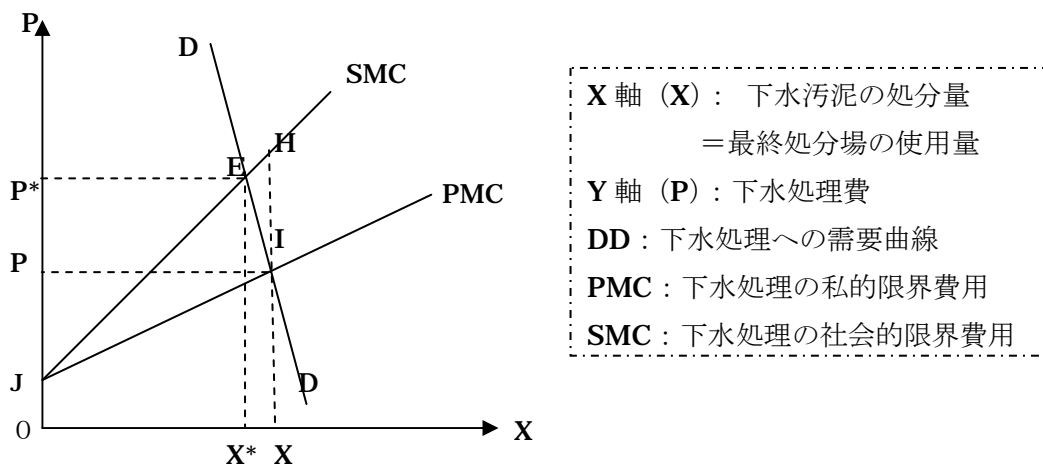 P
D
SMC
H
E
P*
PMC
I
P
J
D
0
X
X* X
X 軸（X）： 下水汚泥の処分量
＝最終処分場の使用量
Y 軸（P）：下水処理費
DD：下水処理への需要曲線
PMC：下水処理の私的限界費用
SMC：下水処理の社会的限界費用